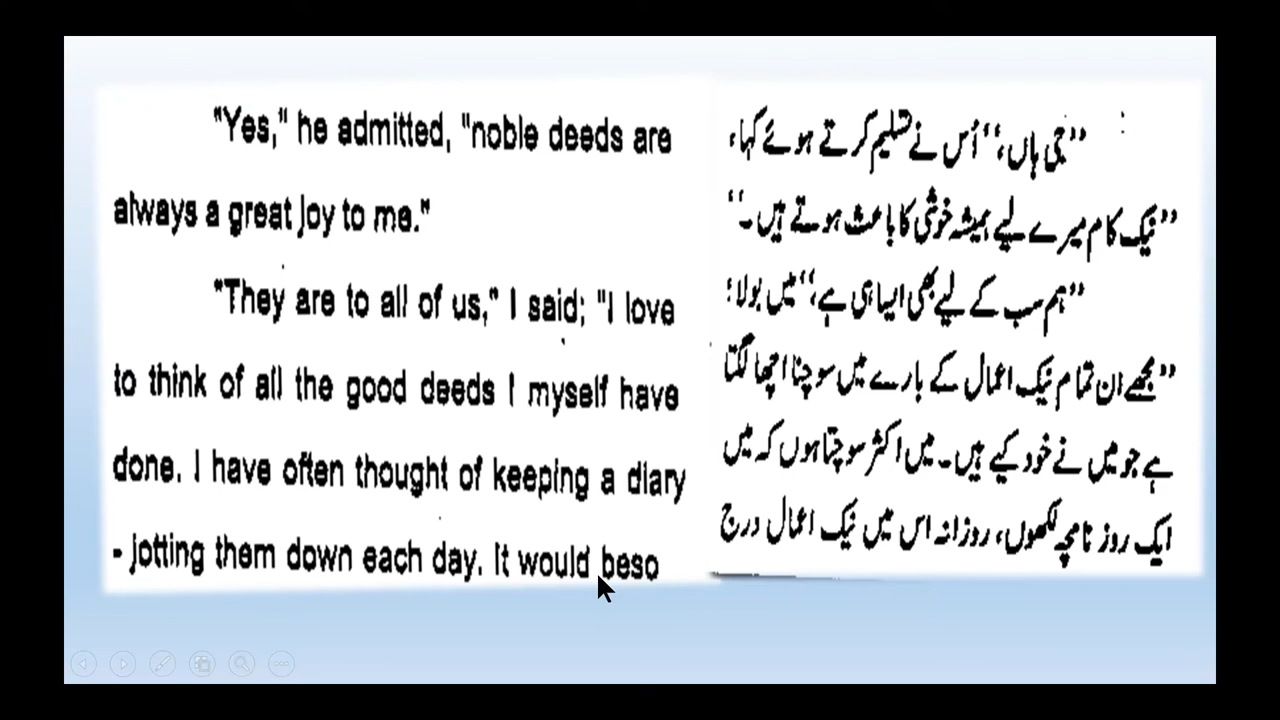 "Yes," he admitted, "noble deeds are
always a great joy to me."
"They are to all of us," I said; "I love
to think of all the good deeds I myself have
done. I have often thought of keeping a diary
- jotting them down each day. It would beso
”جی ہاں،“ اُس نے تسلیم کرتے ہوئے کہا،
”نیک کام میرے لیے ہمیشہ خوشی کا باعث ہوتے ہیں۔“
”ہم سب کے لیے بھی ایسا ہی ہے،“ میں بولا؛
”مجھے ان تمام نیک اعمال کے بارے میں سوچنا اچھا لگتا
ہے جو میں نے خود کیے ہیں۔ میں اکثر سوچتا ہوں کہ میں
ایک روز نامچہ لکھوں، روزانہ اس میں نیک اعمال درج